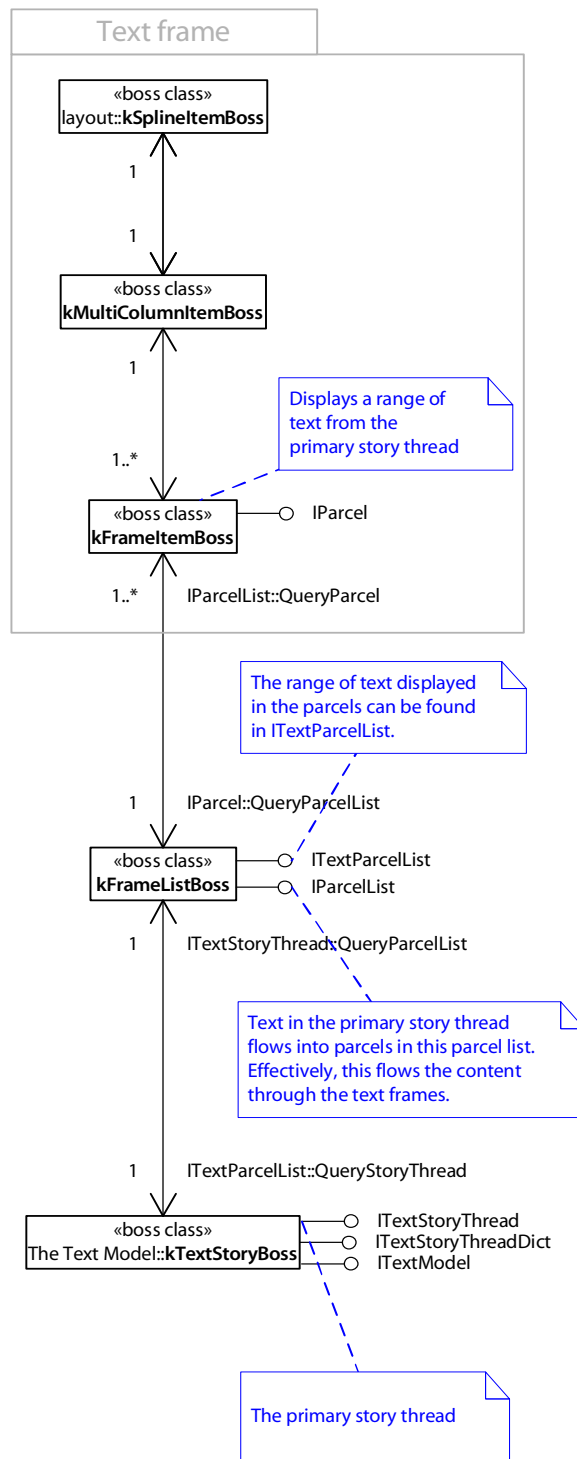 Text frame
«boss class»
layout::kSplineItemBoss
1
1
«boss class»
kMultiColumnItemBoss
1
Displays a range of
text from the
primary story thread
1..*
«boss class»
kFrameItemBoss
IParcel
1..*
IParcelList::QueryParcel
The range of text displayed
in the parcels can be found
in ITextParcelList.
1
IParcel::QueryParcelList
«boss class»
kFrameListBoss
ITextParcelList
IParcelList
1
ITextStoryThread::QueryParcelList
Text in the primary story thread
flows into parcels in this parcel list.
Effectively, this flows the content
through the text frames.
1
ITextParcelList::QueryStoryThread
«boss class»
The Text Model::kTextStoryBoss
ITextStoryThread
ITextStoryThreadDict
ITextModel
The primary story thread